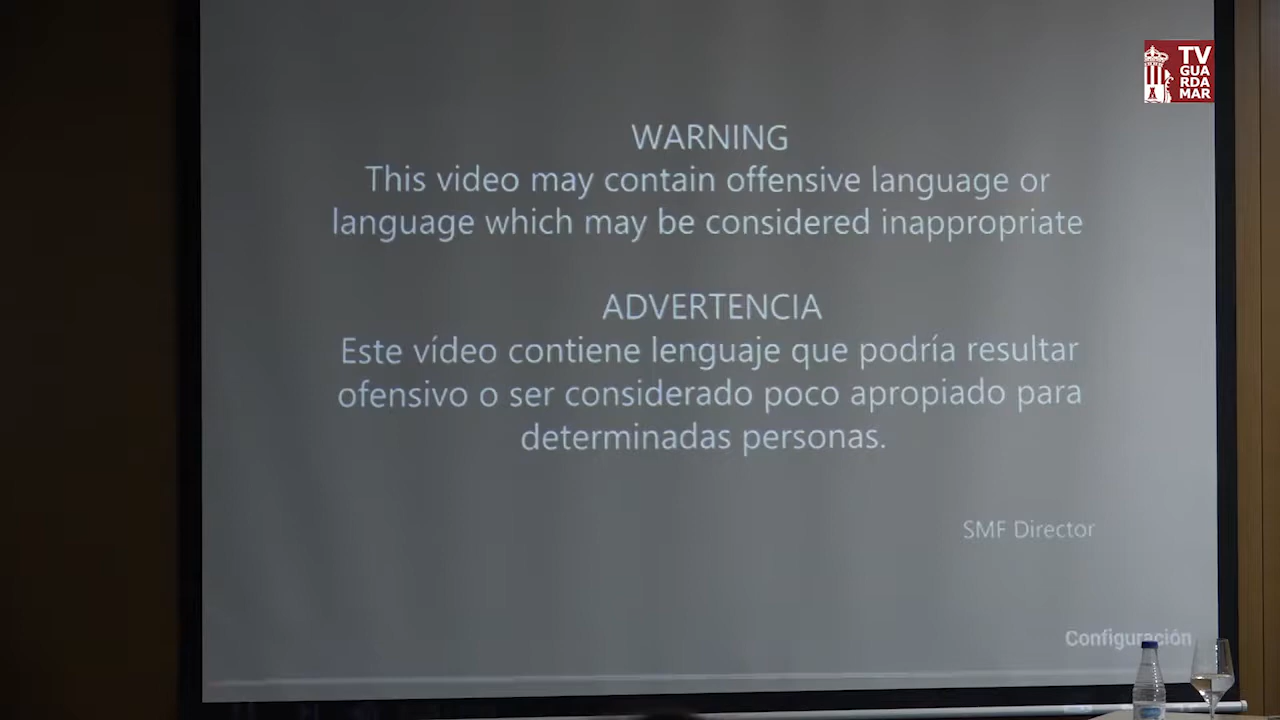 TV
GUA
RDA
MAR
WARNING
This video may contain offensive language or
language which may be considered inappropriate
ADVERTENCIA
Este vídeo contiene lenguaje que podría resultar
ofensivo o ser considerado poco apropiado para
determinadas personas.
SMF Director
Configuración